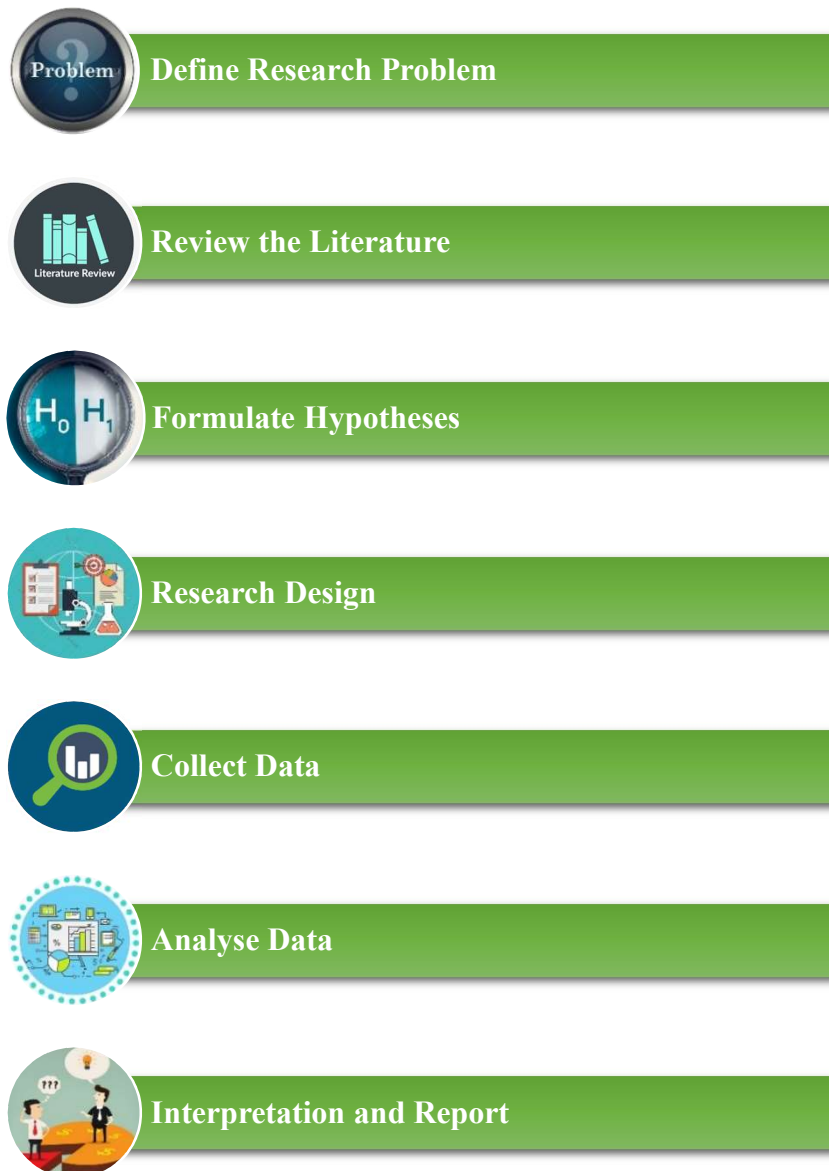 Problem
Define Research Problem
Literature Review
Review the Literature
H0 H1
Formulate Hypotheses
Research Design
Collect Data
%
Analyse Data
???
Interpretation and Report